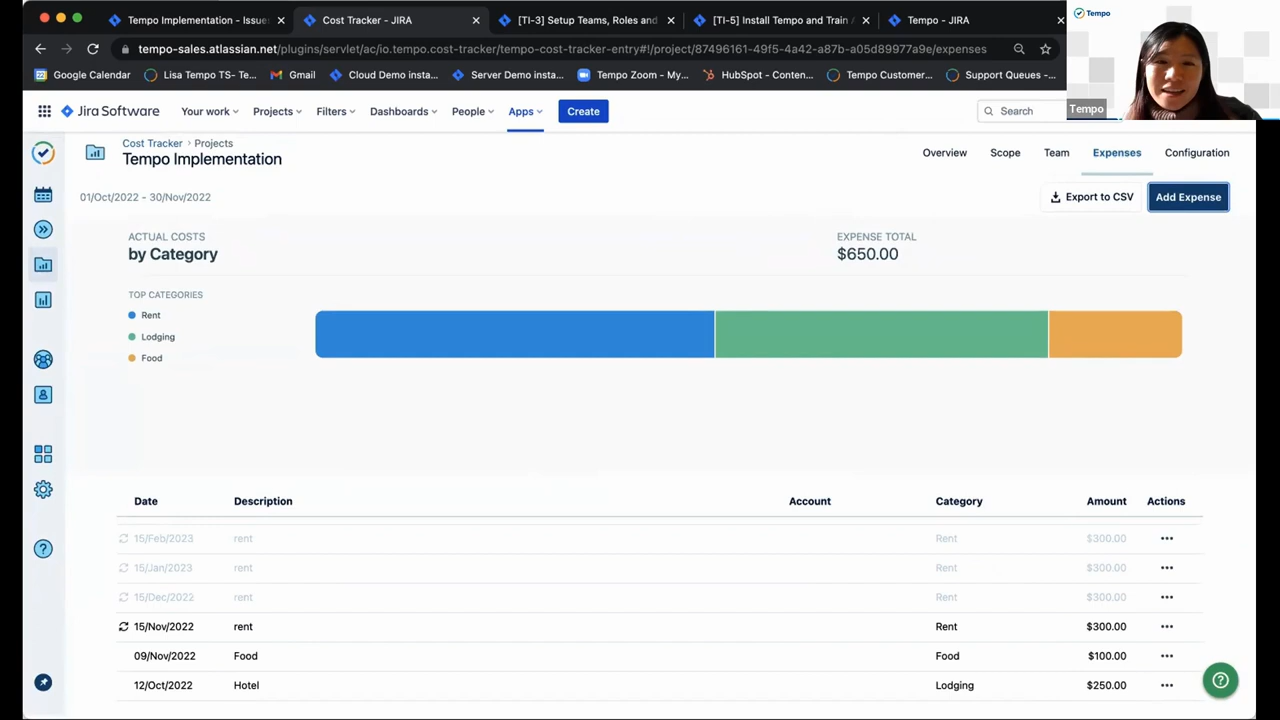 Tempo Implementation - Issue
Cost Tracker - JIRA
[TI-3] Setup Teams, Roles and
[TI-5] Install Tempo and Train
Tempo - JIRA
Tempo
tempo-sales.atlassian.net/plugins/servlet/ac/io.tempo.cost-tracker/tempo-cost-tracker-entry#!/project/87496161-49f5-4a42-a87b-a05d89977a9e/expenses
Google Calendar
Lisa Tempo TS- Te...
Gmail
Cloud Demo insta...
Server Demo insta...
Tempo Zoom - My...
HubSpot - Conten...
Tempo Customer...
Support Queues -...
Tempo
Jira Software
Your work
Projects
Filters
Dashboards
People
Apps
Create
Search
Cost Tracker › Projects
Tempo Implementation
Overview
Scope
Team
Expenses
Configuration
01/Oct/2022 - 30/Nov/2022
Export to CSV
Add Expense
ACTUAL COSTS
by Category
EXPENSE TOTAL
$650.00
TOP CATEGORIES
Rent
Lodging
Food
Date Description Account Category Amount Actions
15/Feb/2023 rent Rent $300.00
15/Jan/2023 rent Rent $300.00
15/Dec/2022 rent Rent $300.00
15/Nov/2022 rent Rent $300.00
09/Nov/2022 Food Food $100.00
12/Oct/2022 Hotel Lodging $250.00